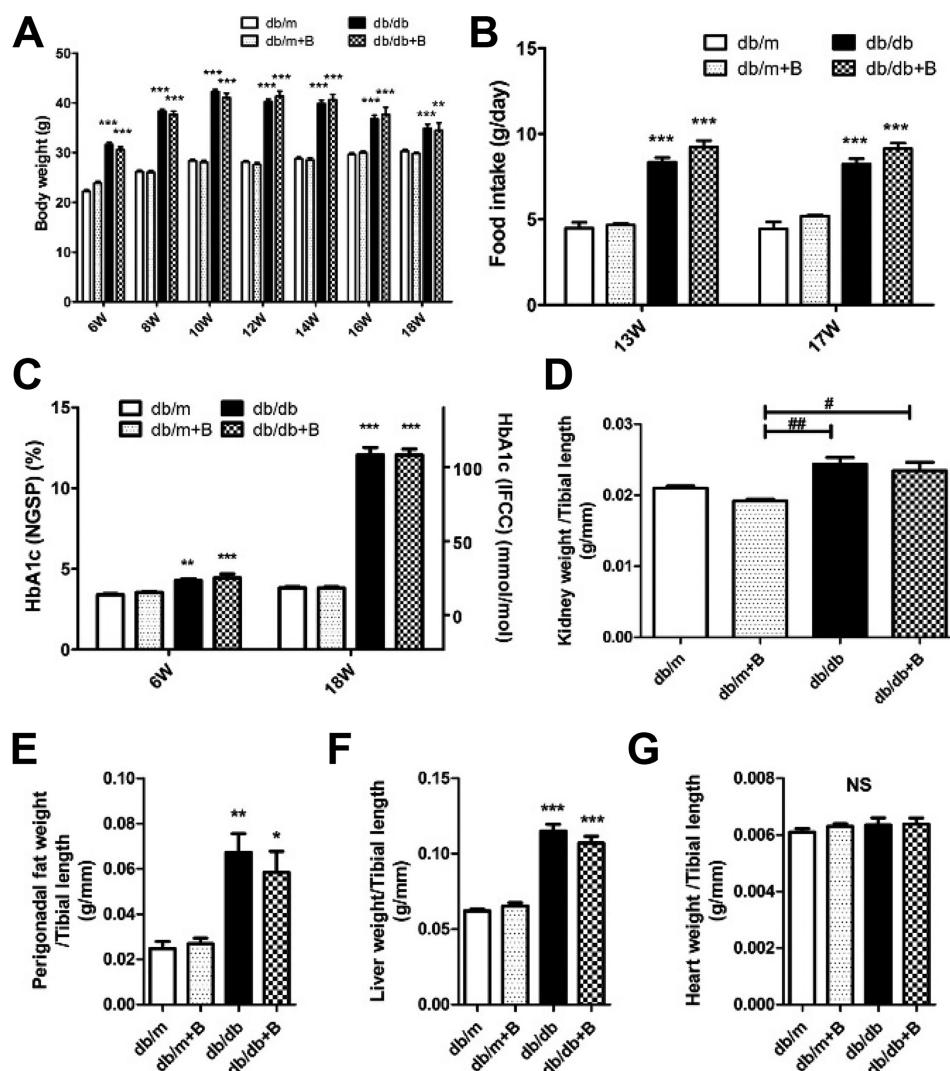 A
db/m
db/db
db/m+B
db/db+B
Body weight (g)
50
40
30
20
10
0
***
***
***
***
***
***
***
***
***
***
***
***
***
**
6W
8W
10W
12W
14W
16W
18W
B
db/m
db/db
db/m+B
db/db+B
Food intake (g/day)
15
10
5
0
***
***
***
***
13W
17W
C
db/m
db/db
db/m+B
db/db+B
HbA1c (NGSP) (%)
15
10
5
0
**
***
***
***
100
50
0
HbA1c (IFCC) (mmol/mol)
6W
18W
D
Kidney weight /Tibial length
(g/mm)
0.03
0.02
0.01
0.00
#
##
db/m
db/m+B
db/db
db/db+B
E
Perigonadal fat weight
/Tibial length
(g/mm)
0.10
0.08
0.06
0.04
0.02
0.00
**
*
db/m
db/m+B
db/db
db/db+B
F
Liver weight/Tibial length
(g/mm)
0.15
0.10
0.05
0.00
***
***
db/m
db/m+B
db/db
db/db+B
G
Heart weight /Tibial length
(g/mm)
0.008
0.006
0.004
0.002
0.000
NS
db/m
db/m+B
db/db
db/db+B